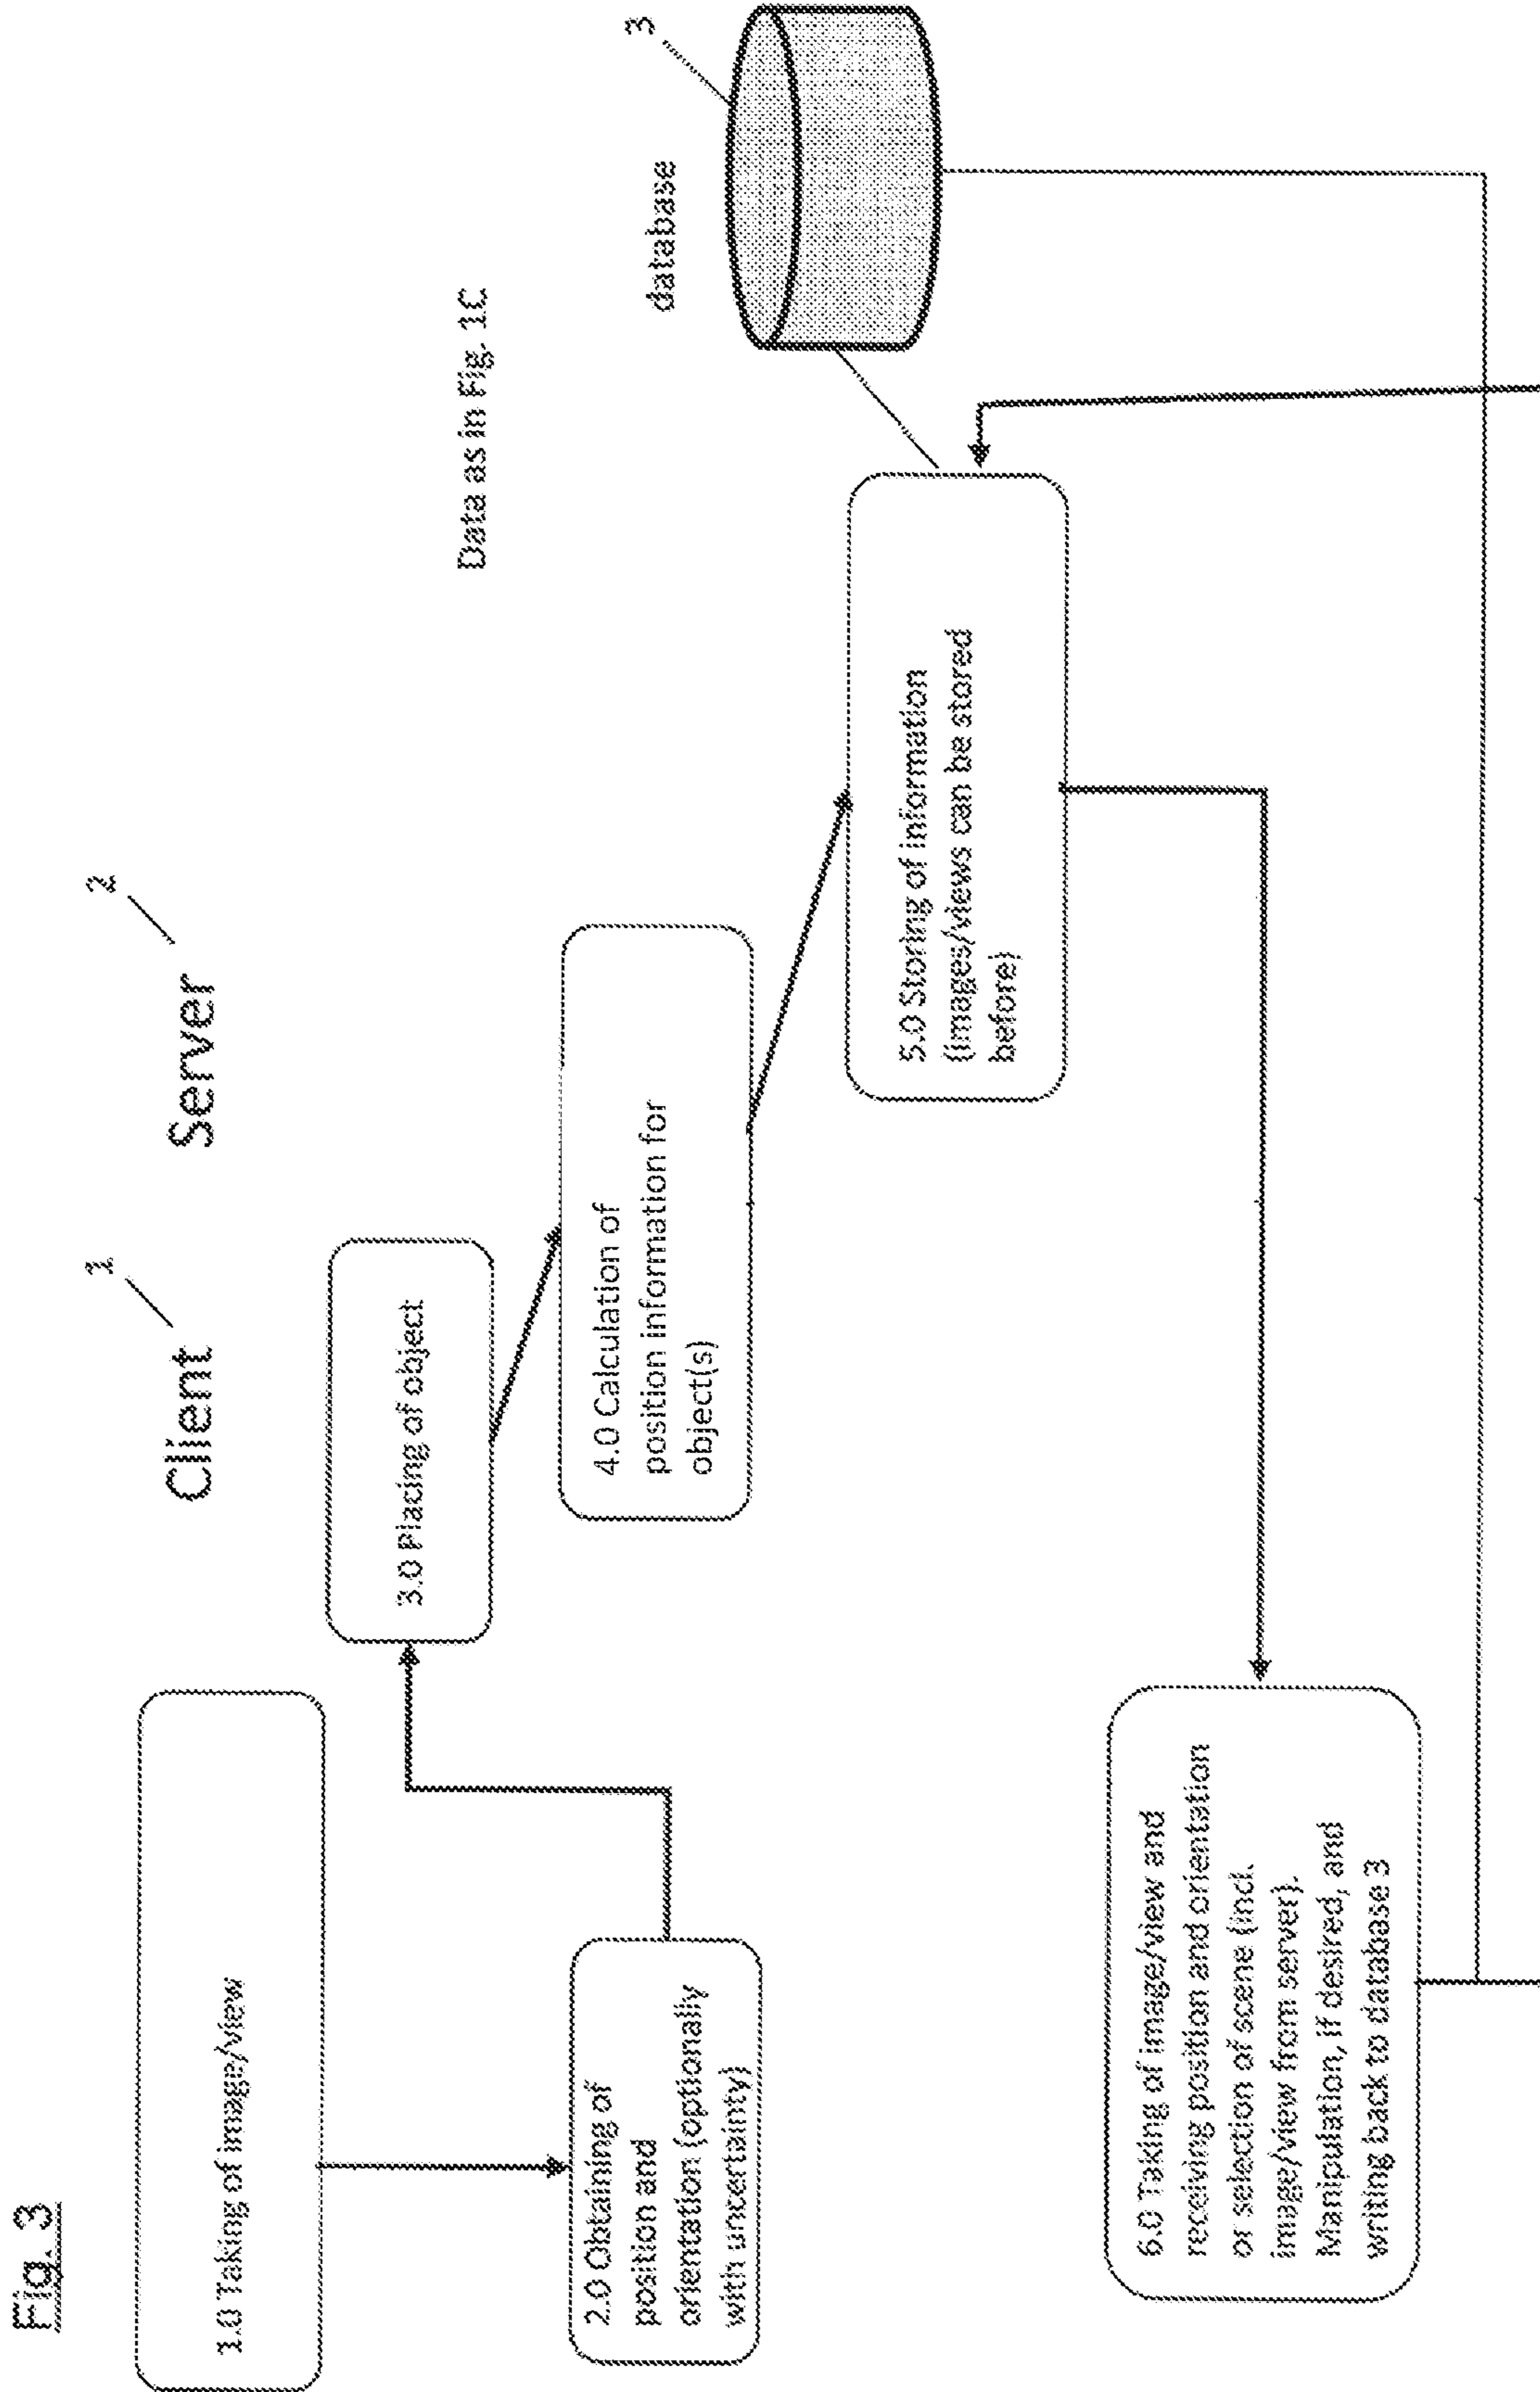 Fig. 3
Client
1
Server
2
1.0 Taking of image/view
3.0 Placing of object
Data as in Fig. 1C
2.0 Obtaining of
position and
orientation (optionally
with uncertainty)
4.0 Calculation of
position information for
object(s)
database
3
5.0 Storing of information
(images/views can be stored
before)
6.0 Taking of image/view and
receiving position and orientation
or selection of scene (incl.
image/view from server).
Manipulation, if desired, and
writing back to database 3